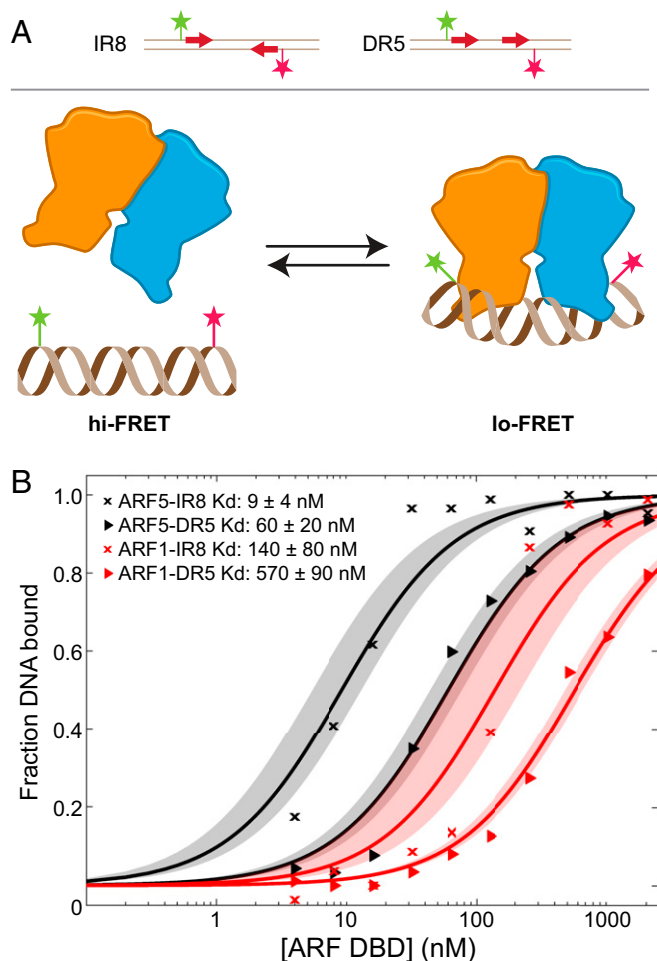 A
IR8
DR5
hi-FRET
lo-FRET
B
ARF5-IR8 Kd: 9 ± 4 nM
ARF5-DR5 Kd: 60 ± 20 nM
ARF1-IR8 Kd: 140 ± 80 nM
ARF1-DR5 Kd: 570 ± 90 nM
Fraction DNA bound
1.0
0.8
0.6
0.4
0.2
0
1
10
100
1000
[ARF DBD] (nM)